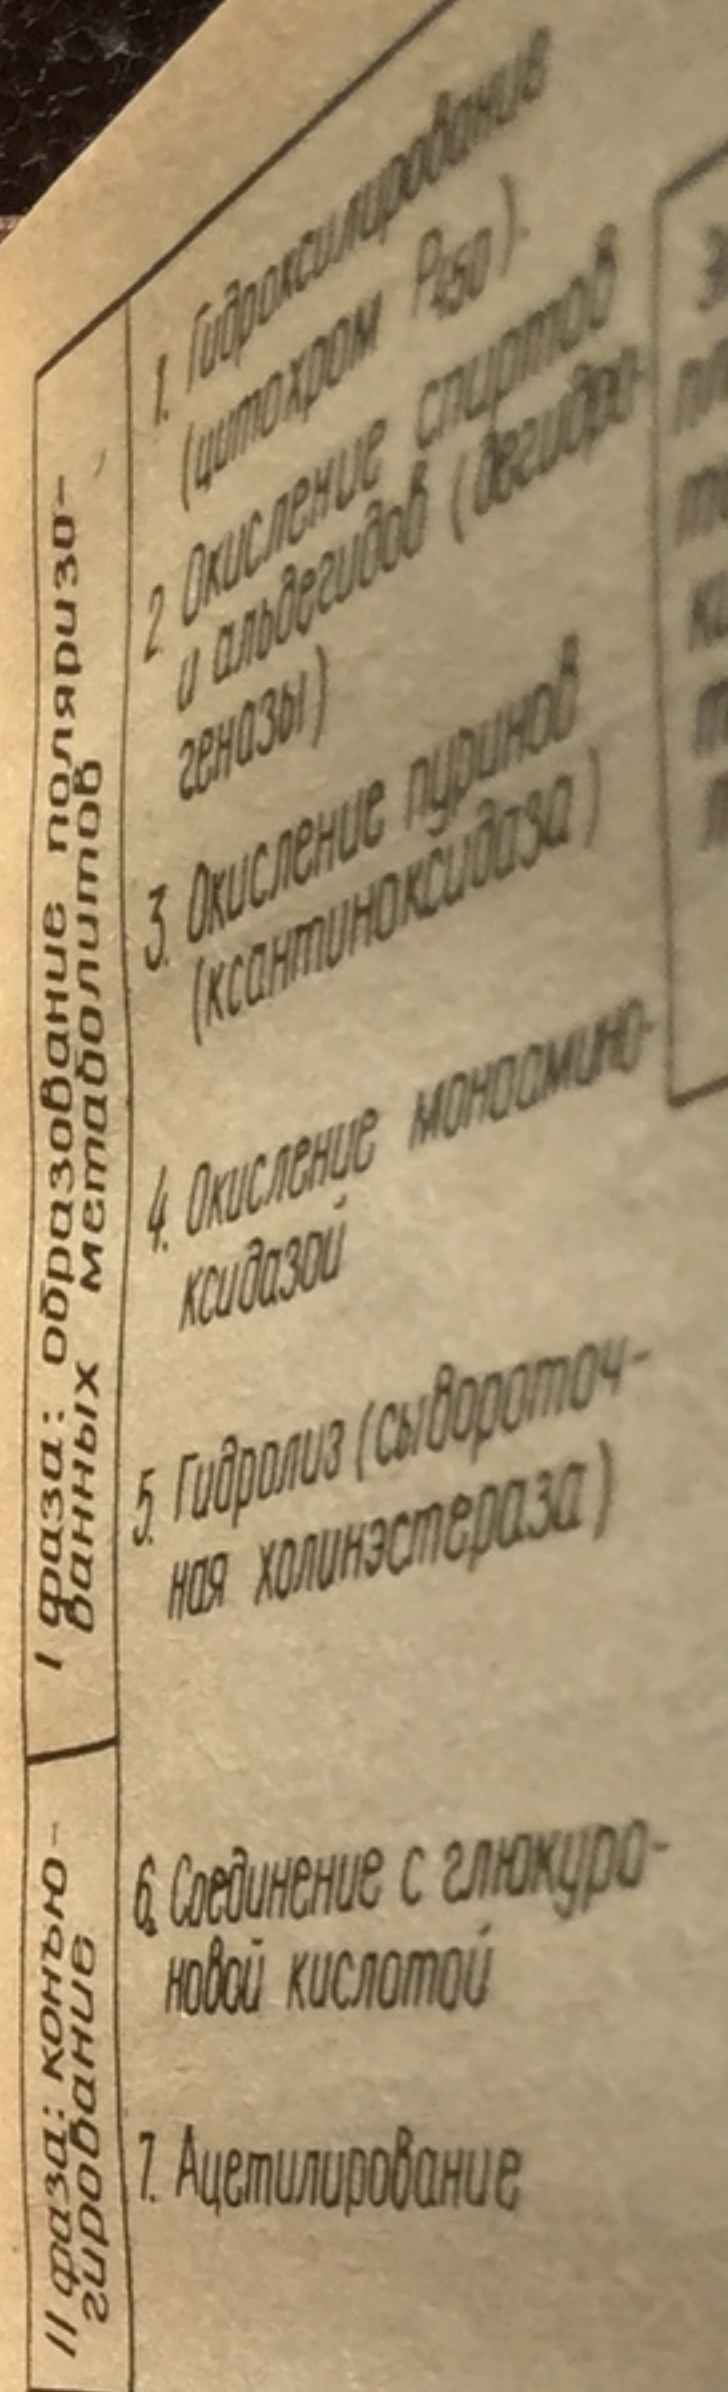 I фаза: образование поляризо-
ванных метаболитов
1. Гидроксилирование
(цитохром P450).
2. Окисление спиртов
и альдегидов (дегидро-
геназы)
3. Окисление пуринов
(ксантиноксидаза)
4. Окисление моноамино-
ксидазой
5. Гидролиз (сывороточ-
ная холинэстераза)
II фаза: конъю-
гирование
6. Соединение с глюкуро-
новой кислотой
7. Ацетилирование